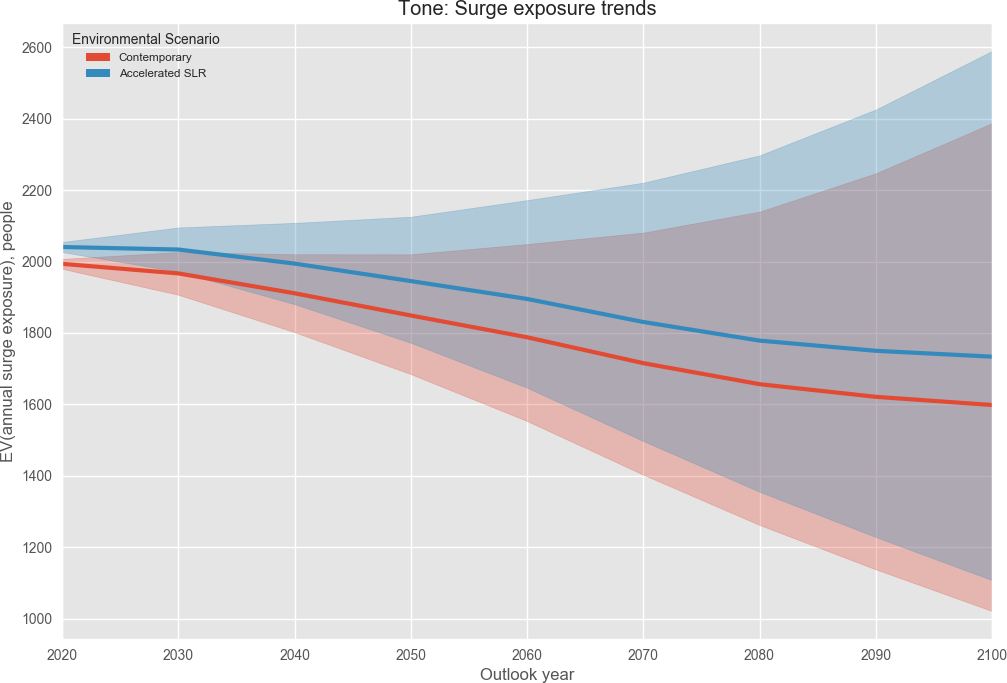 Tone: Surge exposure trends
Environmental Scenario
Contemporary
Accelerated SLR
EV(annual surge exposure), people
2600
2400
2200
2000
1800
1600
1400
1200
1000
2020 2030 2040 2050 2060 2070 2080 2090 2100
Outlook year